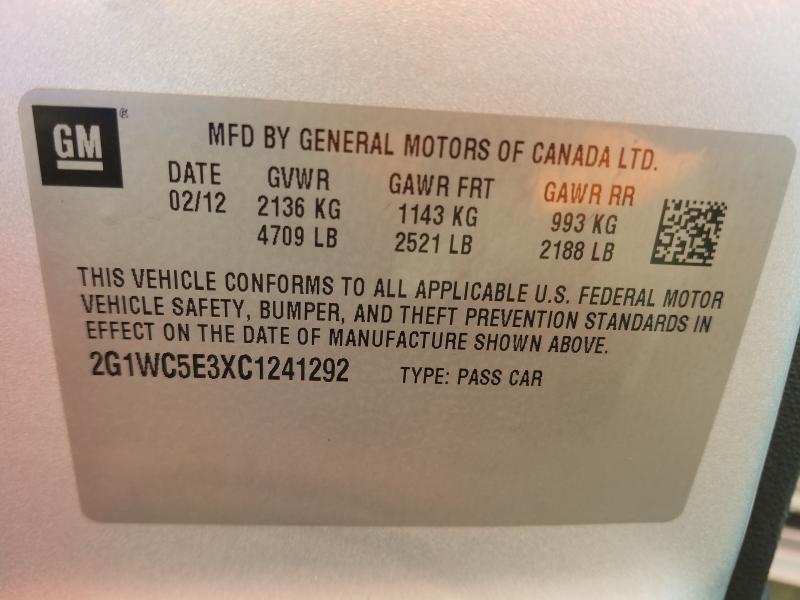 GM®
MFD BY GENERAL MOTORS OF CANADA LTD.
DATE GVWR GAWR FRT GAWR RR
02/12 2136 KG 1143 KG 993 KG
4709 LB 2521 LB 2188 LB
THIS VEHICLE CONFORMS TO ALL APPLICABLE U.S. FEDERAL MOTOR
VEHICLE SAFETY, BUMPER, AND THEFT PREVENTION STANDARDS IN
EFFECT ON THE DATE OF MANUFACTURE SHOWN ABOVE.
2G1WC5E3XC1241292 TYPE: PASS CAR